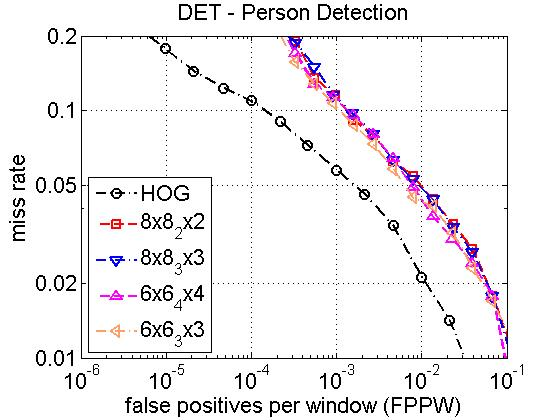 DET - Person Detection
0.2
0.1
0.05
0.02
0.01
miss rate
HOG
8x8₂x2
8x8₃x3
6x6₄x4
6x6₃x3
10⁻⁶ 10⁻⁵ 10⁻⁴ 10⁻³ 10⁻² 10⁻¹
false positives per window (FPPW)